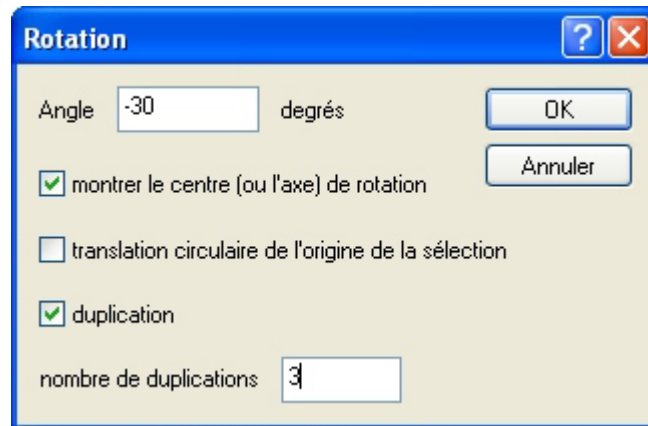 Rotation
Angle -30 degrés
OK
Annuler
montrer le centre (ou l'axe) de rotation
translation circulaire de l'origine de la sélection
duplication
nombre de duplications 3